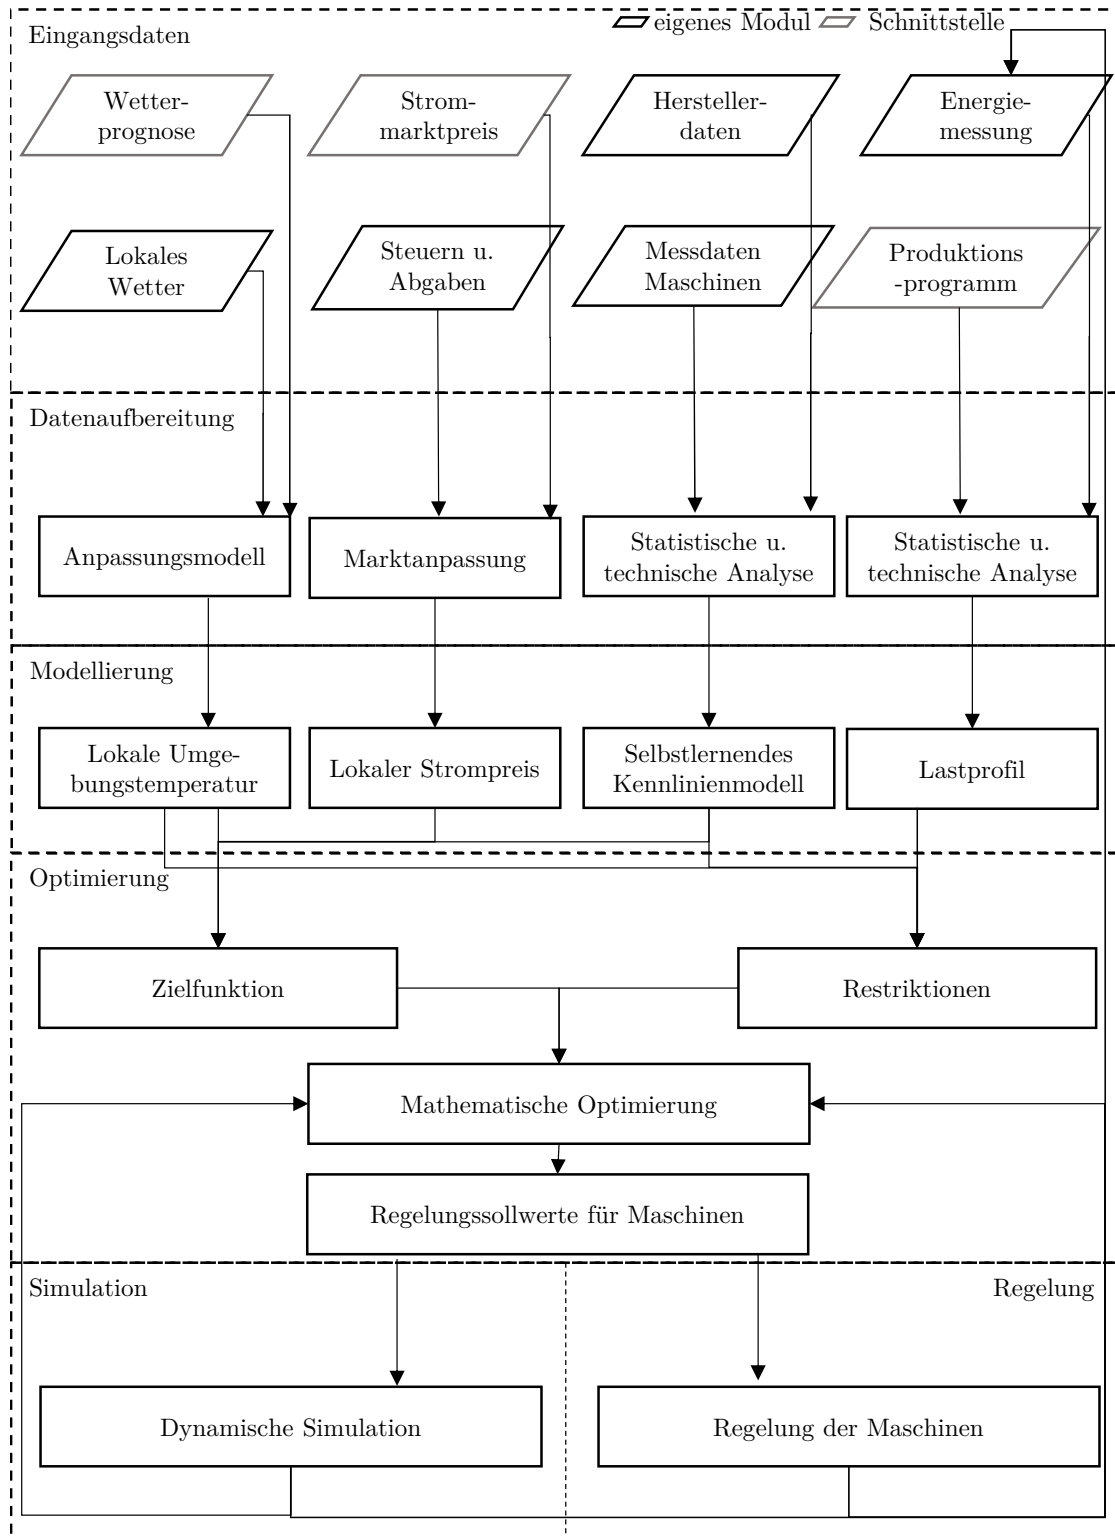 eigenes Modul
Schnittstelle
Eingangsdaten
Wetter-
prognose
Strom-
marktpreis
Hersteller-
daten
Energie-
messung
Lokales
Wetter
Steuern u.
Abgaben
Messdaten
Maschinen
Produktions
-programm
Datenaufbereitung
Anpassungsmodell
Marktanpassung
Statistische u.
technische Analyse
Statistische u.
technische Analyse
Modellierung
Lokale Umge-
bungstemperatur
Lokaler Strompreis
Selbstlernendes
Kennlinienmodell
Lastprofil
Optimierung
Zielfunktion
Restriktionen
Mathematische Optimierung
Regelungssollwerte für Maschinen
Simulation
Regelung
Dynamische Simulation
Regelung der Maschinen